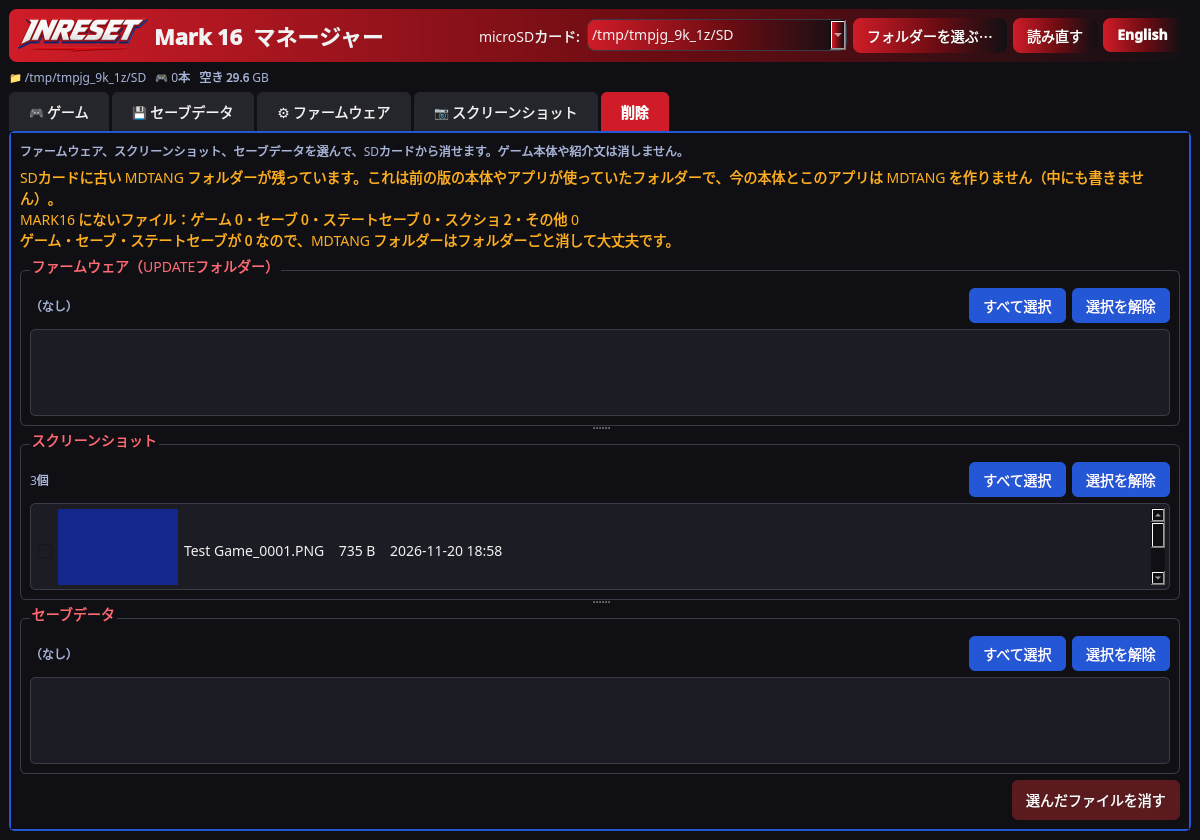 INRESET Mark 16 マネージャー microSDカード: /tmp/tmpjg_9k_1z/SD フォルダーを選ぶ… 読み直す English
/tmp/tmpjg_9k_1z/SD 0本 空き 29.6 GB
ゲーム セーブデータ ファームウェア スクリーンショット 削除
ファームウェア、スクリーンショット、セーブデータを選んで、SDカードから消せます。ゲーム本体や紹介文は消しません。
SDカードに古い MDTANG フォルダーが残っています。これは前の版の本体やアプリが使っていたフォルダーで、今の本体とこのアプリは MDTANG を作りません（中にも書きませ
ん）。
MARK16 にないファイル：ゲーム 0・セーブ 0・ステートセーブ 0・スクショ 2・その他 0
ゲーム・セーブ・ステートセーブが 0 なので、MDTANG フォルダーはフォルダーごと消して大丈夫です。
ファームウェア（UPDATEフォルダー）
（なし） すべて選択 選択を解除
スクリーンショット
3個 すべて選択 選択を解除
Test Game_0001.PNG 735 B 2026-11-20 18:58
セーブデータ
（なし） すべて選択 選択を解除
選んだファイルを消す